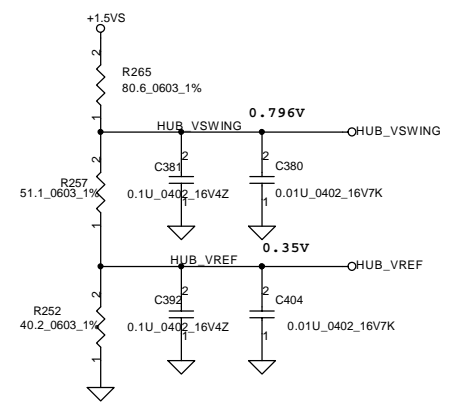 +1.5VS
2
R265
80.6_0603_1%
1
0.796V
HUB_VSWING
HUB_VSWING
2
2
2
C381
C380
R257
51.1_0603_1%
0.1U_0402_16V4Z
0.01U_0402_16V7K
1
1
1
0.35V
HUB_VREF
HUB_VREF
2
2
2
C392
C404
R252
40.2_0603_1%
0.1U_0402_16V4Z
0.01U_0402_16V7K
1
1
1